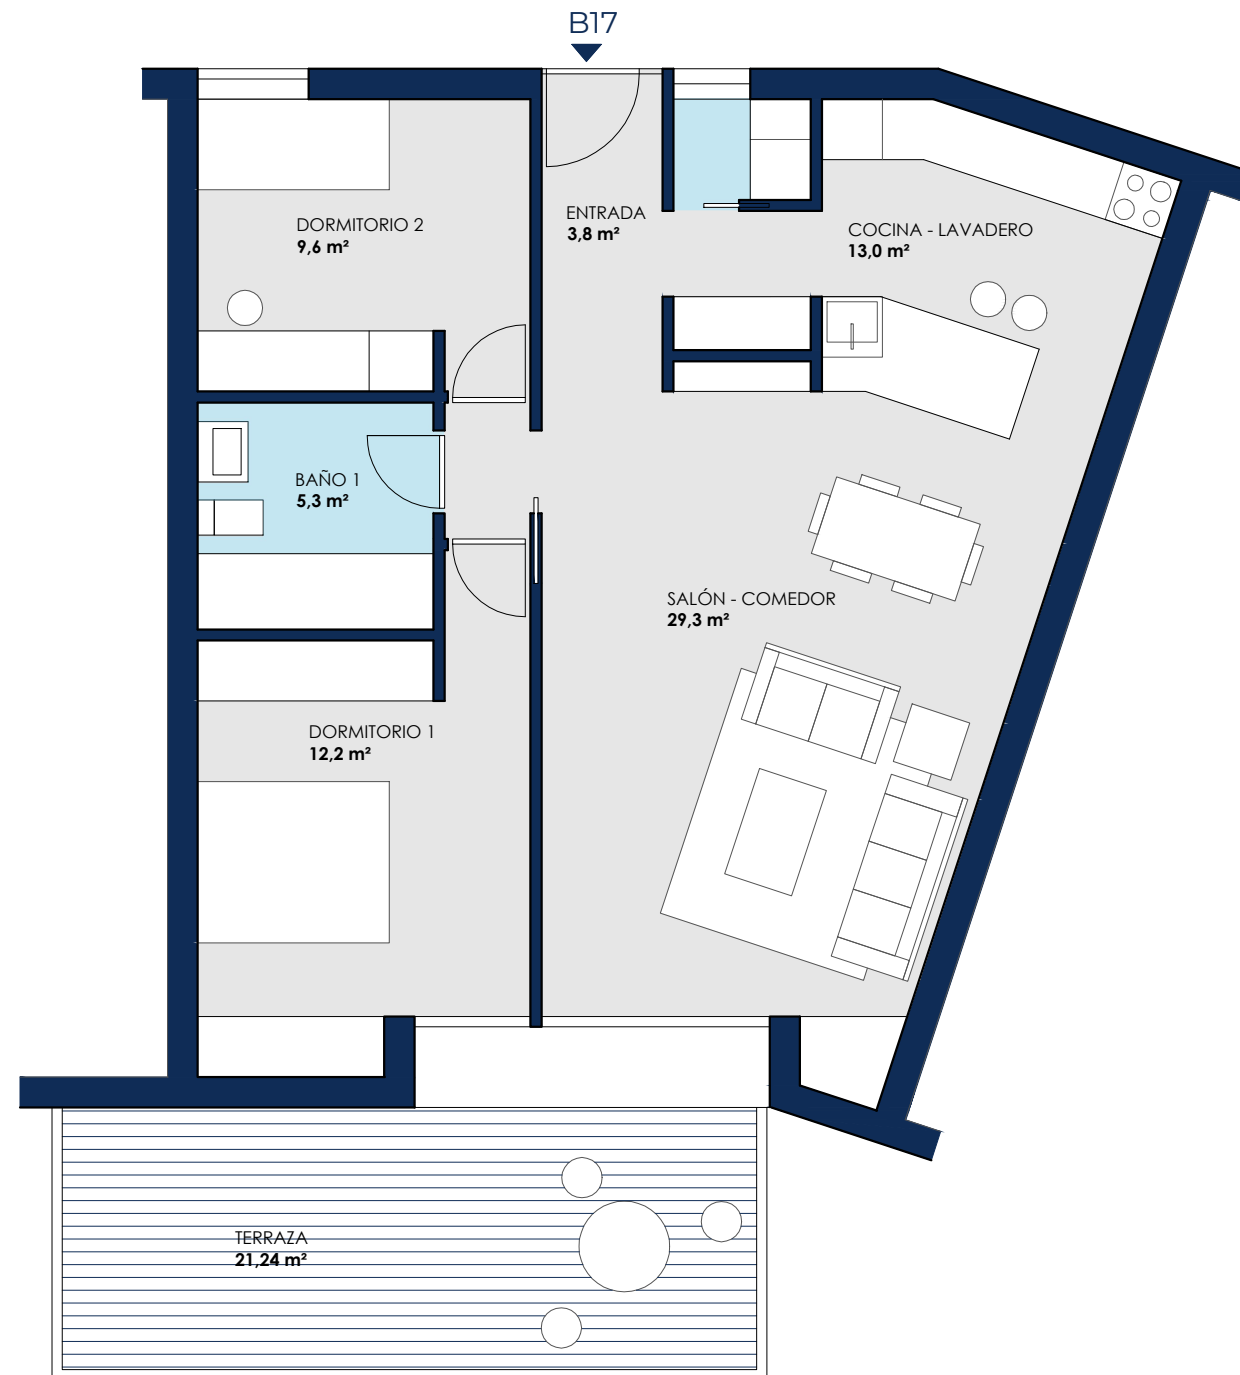 B17
DORMITORIO 2
9,6 m²
ENTRADA
3,8 m²
COCINA - LAVADERO
13,0 m²
BAÑO 1
5,3 m²
SALÓN - COMEDOR
29,3 m²
DORMITORIO 1
12,2 m²
TERRAZA
21,24 m²